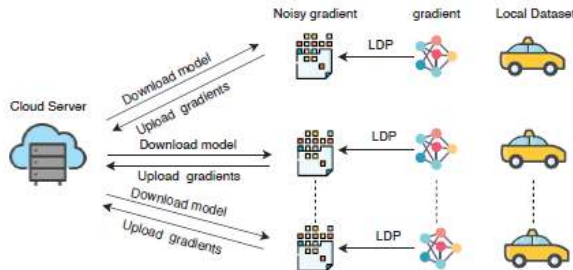 Noisy gradient
gradient
Local Dataset
LDP
Download model
Upload gradients
Cloud Server
LDP
Download model
Upload gradients
Download model
Upload gradients
LDP